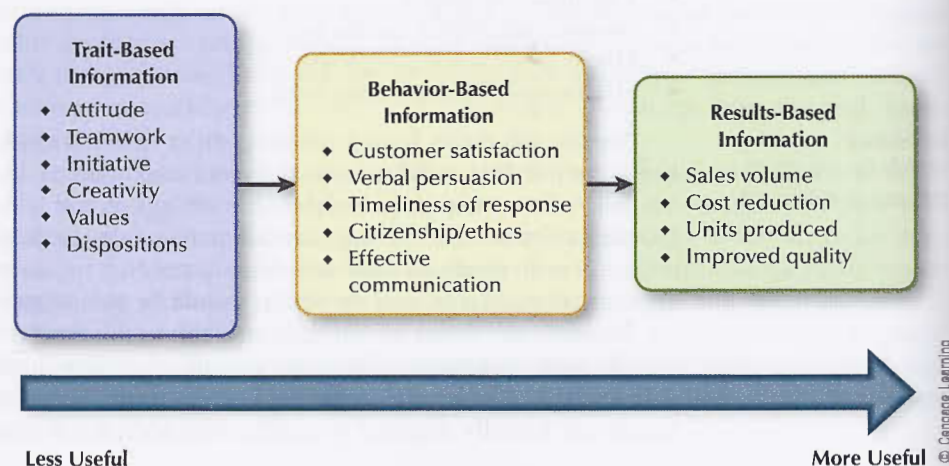 Trait-Based
Information
◆ Attitude
◆ Teamwork
◆ Initiative
◆ Creativity
◆ Values
◆ Dispositions
Behavior-Based
Information
◆ Customer satisfaction
◆ Verbal persuasion
◆ Timeliness of response
◆ Citizenship/ethics
◆ Effective
communication
Results-Based
Information
◆ Sales volume
◆ Cost reduction
◆ Units produced
◆ Improved quality
Less Useful
More Useful
© Cengage Learning